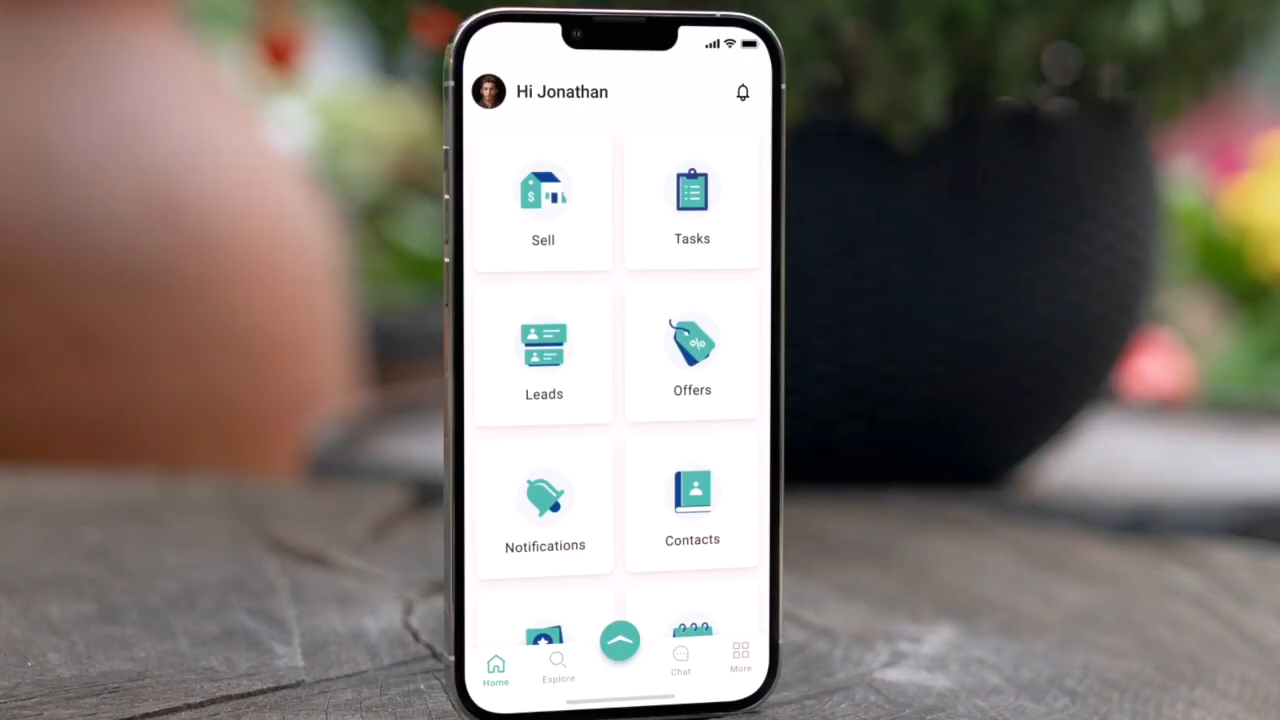 Hi Jonathan
$
Sell
Tasks
Leads
%
Offers
Notifications
Contacts
Home
Explore
Chat
More